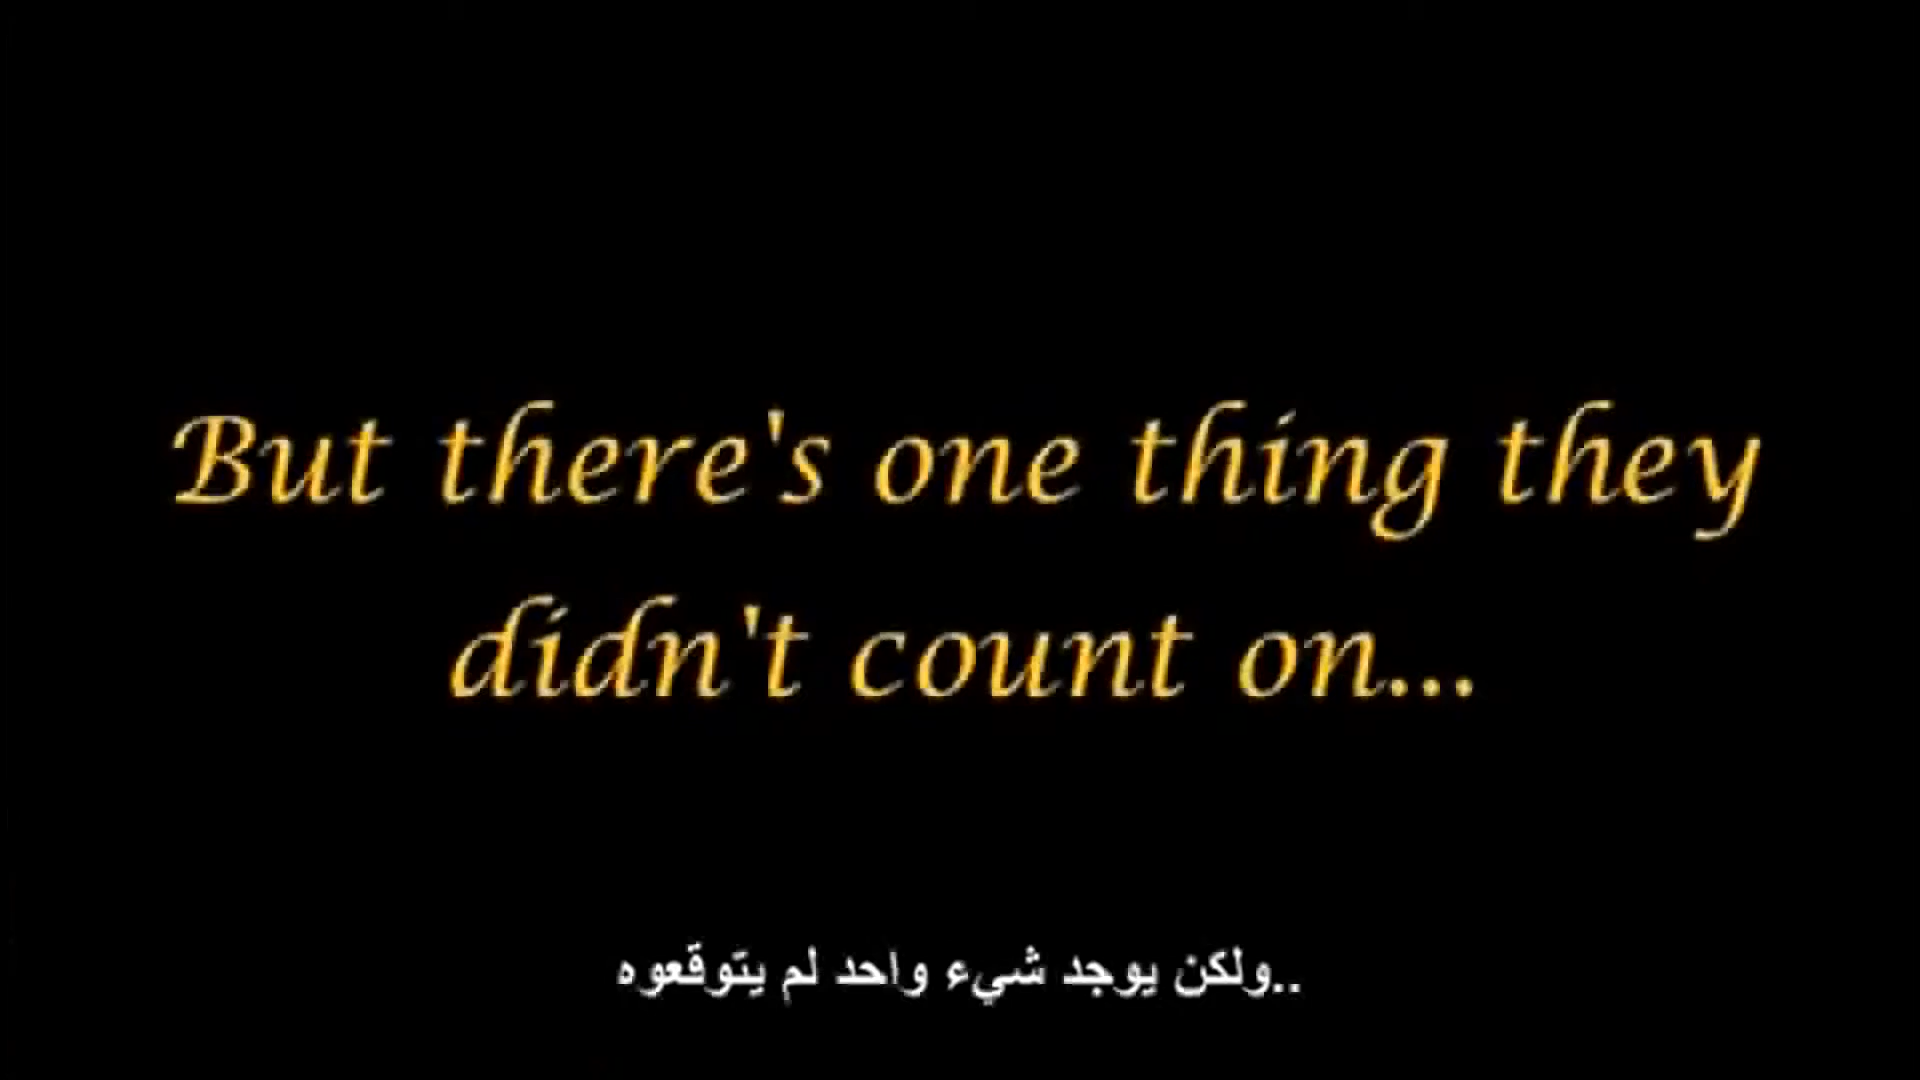 But there's one thing they
didn't count on...
ولكن يوجد شيء واحد لم يتوقعوه..